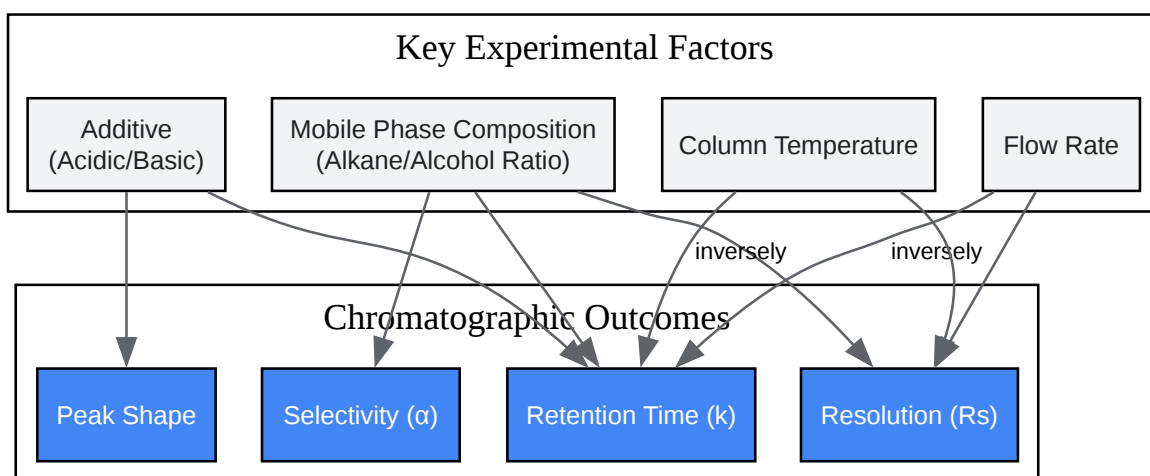 Key Experimental Factors
Additive
(Acidic/Basic)
Mobile Phase Composition
(Alkane/Alcohol Ratio)
Column Temperature
Flow Rate
inversely
inversely
Chromatographic Outcomes
Peak Shape
Selectivity (α)
Retention Time (k)
Resolution (Rs)